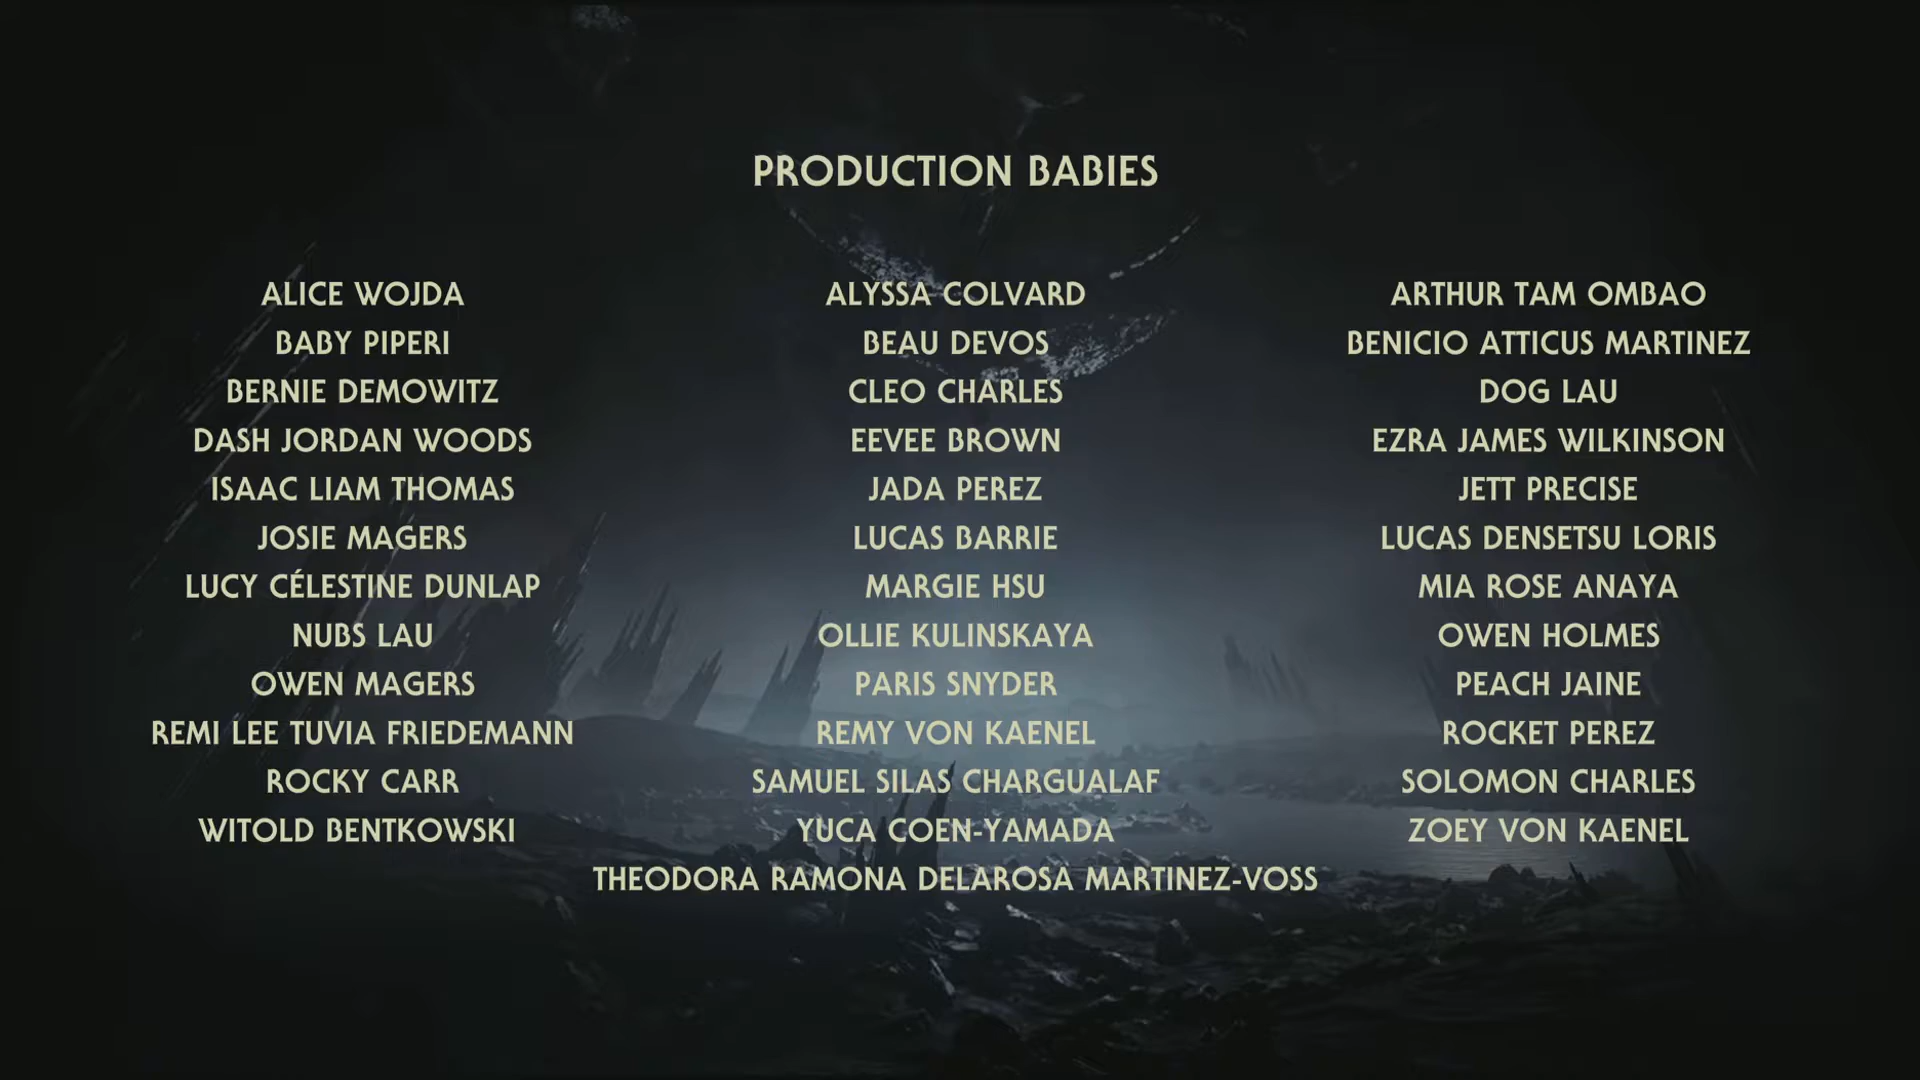 PRODUCTION BABIES
ALICE WOJDA ALYSSA COLVARD ARTHUR TAM OMBAO
BABY PIPERI BEAU DEVOS BENICIO ATTICUS MARTINEZ
BERNIE DEMOWITZ CLEO CHARLES DOG LAU
DASH JORDAN WOODS EEVEE BROWN EZRA JAMES WILKINSON
ISAAC LIAM THOMAS JADA PEREZ JETT PRECISE
JOSIE MAGERS LUCAS BARRIE LUCAS DENSETSU LORIS
LUCY CÉLESTINE DUNLAP MARGIE HSU MIA ROSE ANAYA
NUBS LAU OLLIE KULINSKAYA OWEN HOLMES
OWEN MAGERS PARIS SNYDER PEACH JAINE
REMI LEE TUVIA FRIEDEMANN REMY VON KAENEL ROCKET PEREZ
ROCKY CARR SAMUEL SILAS CHARGUALAF SOLOMON CHARLES
WITOLD BENTKOWSKI YUCA COEN-YAMADA ZOEY VON KAENEL
THEODORA RAMONA DELAROSA MARTINEZ-VOSS